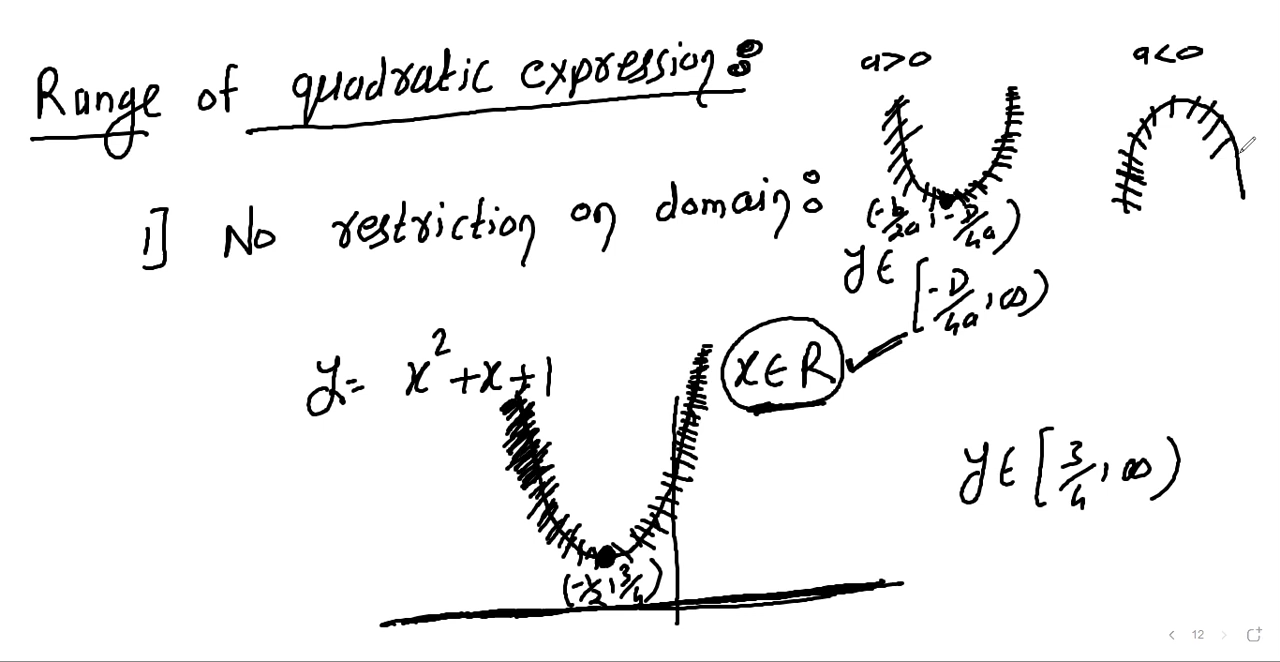 Range of quadratic expression:
a>0
a<0
1] No restriction on domain:
(-b/2a, -D/4a)
y ∈ [-D/4a, ∞)
y = x² + x + 1
x ∈ R
y ∈ [3/4, ∞)
(-1/2, 3/4)
12